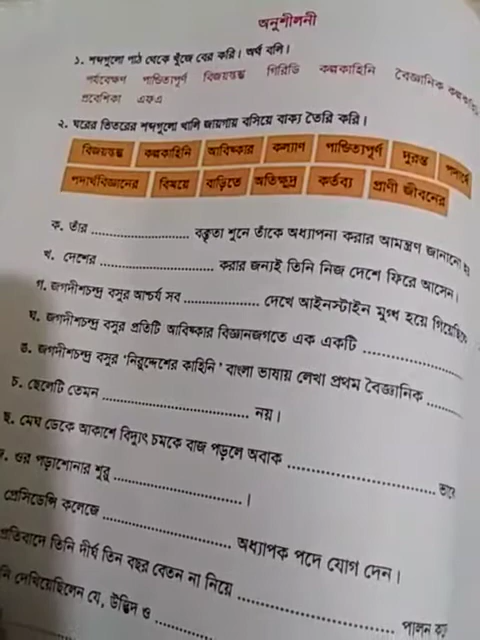 অনুশীলনী
১. শব্দগুলো পাঠ থেকে খুঁজে বের করি। অর্থ বলি।
পর্যবেক্ষণ পাণ্ডিত্যপূর্ণ বিজয়স্তম্ভ গিরিডি কল্পকাহিনি বৈজ্ঞানিক
প্রবেশিকা এফএ
২. ঘরের ভিতরের শব্দগুলো খালি জায়গায় বসিয়ে বাক্য তৈরি করি।
বিজয়স্তম্ভ কল্পকাহিনি আবিষ্কার কল্যাণ পাণ্ডিত্যপূর্ণ দুরন্ত
পদার্থবিজ্ঞানের বিষয়ে বাড়িতে অতিক্ষুদ্র কর্তব্য প্রাণী জীবনের
ক. তাঁর .................... বক্তৃতা শুনে তাঁকে অধ্যাপনা করার আমন্ত্রণ জানানো
খ. দেশের .................... করার জন্যই তিনি নিজ দেশে ফিরে আসেন।
গ. জগদীশচন্দ্র বসুর আশ্চর্য সব .................... দেখে আইনস্টাইন মুগ্ধ হয়ে
ঘ. জগদীশচন্দ্র বসুর প্রতিটি আবিষ্কার বিজ্ঞানজগতে এক একটি ....................
ঙ. জগদীশচন্দ্র বসুর ‘নিরুদ্দেশের কাহিনি’ বাংলা ভাষায় লেখা প্রথম বৈজ্ঞানিক ..........
চ. ছেলেটি তেমন .................... নয়।
ছ. মেঘ ডেকে আকাশে বিদ্যুৎ চমকে বাজ পড়লে অবাক .................... ভাবে
ওর পড়াশোনার শুরু .................... ।
প্রেসিডেন্সি কলেজে .................... অধ্যাপক পদে যোগ দেন।
প্রতিবাদে তিনি দীর্ঘ তিন বছর বেতন না নিয়ে .................... পালন
দেখিয়েছিলেন যে, উদ্ভিদ ও ....................